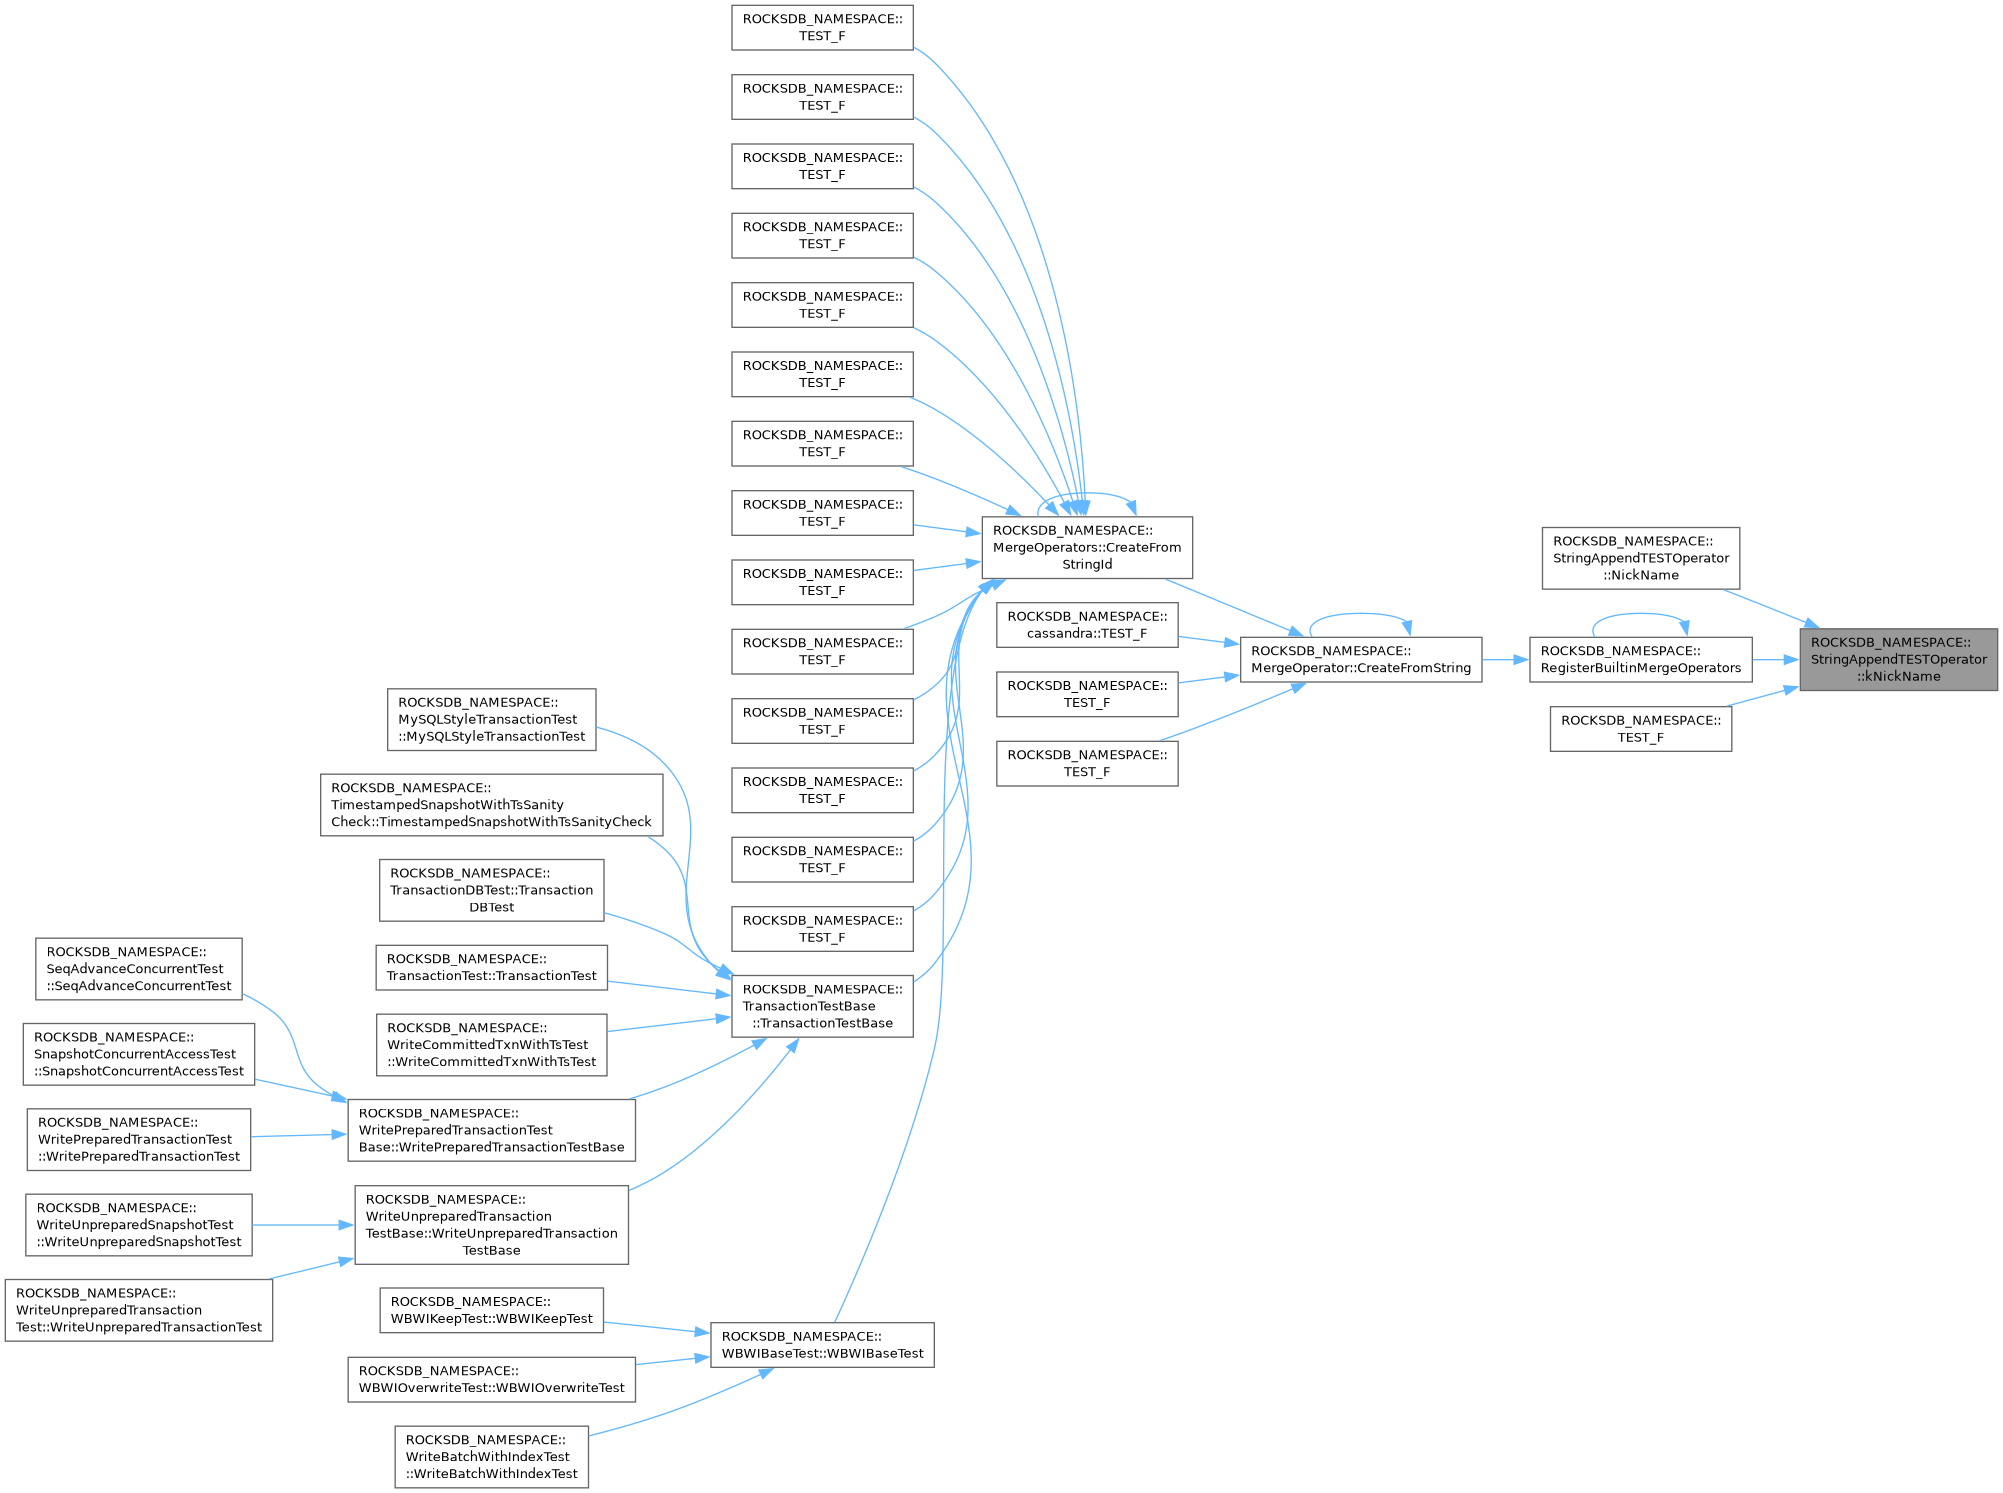 ROCKSDB_NAMESPACE::
TEST_F
ROCKSDB_NAMESPACE::
TEST_F
ROCKSDB_NAMESPACE::
TEST_F
ROCKSDB_NAMESPACE::
TEST_F
ROCKSDB_NAMESPACE::
TEST_F
ROCKSDB_NAMESPACE::
TEST_F
ROCKSDB_NAMESPACE::
TEST_F
ROCKSDB_NAMESPACE::
TEST_F
ROCKSDB_NAMESPACE::
TEST_F
ROCKSDB_NAMESPACE::
TEST_F
ROCKSDB_NAMESPACE::
TEST_F
ROCKSDB_NAMESPACE::
TEST_F
ROCKSDB_NAMESPACE::
TEST_F
ROCKSDB_NAMESPACE::
TEST_F
ROCKSDB_NAMESPACE::
MergeOperators::CreateFrom
StringId
ROCKSDB_NAMESPACE::
cassandra::TEST_F
ROCKSDB_NAMESPACE::
TEST_F
ROCKSDB_NAMESPACE::
TEST_F
ROCKSDB_NAMESPACE::
MergeOperator::CreateFromString
ROCKSDB_NAMESPACE::
StringAppendTESTOperator
::NickName
ROCKSDB_NAMESPACE::
RegisterBuiltinMergeOperators
ROCKSDB_NAMESPACE::
TEST_F
ROCKSDB_NAMESPACE::
StringAppendTESTOperator
::kNickName
ROCKSDB_NAMESPACE::
MySQLStyleTransactionTest
::MySQLStyleTransactionTest
ROCKSDB_NAMESPACE::
TimestampedSnapshotWithTsSanity
Check::TimestampedSnapshotWithTsSanityCheck
ROCKSDB_NAMESPACE::
TransactionDBTest::Transaction
DBTest
ROCKSDB_NAMESPACE::
TransactionTest::TransactionTest
ROCKSDB_NAMESPACE::
WriteCommittedTxnWithTsTest
::WriteCommittedTxnWithTsTest
ROCKSDB_NAMESPACE::
TransactionTestBase
::TransactionTestBase
ROCKSDB_NAMESPACE::
SeqAdvanceConcurrentTest
::SeqAdvanceConcurrentTest
ROCKSDB_NAMESPACE::
SnapshotConcurrentAccessTest
::SnapshotConcurrentAccessTest
ROCKSDB_NAMESPACE::
WritePreparedTransactionTest
::WritePreparedTransactionTest
ROCKSDB_NAMESPACE::
WritePreparedTransactionTest
Base::WritePreparedTransactionTestBase
ROCKSDB_NAMESPACE::
WriteUnpreparedSnapshotTest
::WriteUnpreparedSnapshotTest
ROCKSDB_NAMESPACE::
WriteUnpreparedTransaction
TestBase::WriteUnpreparedTransaction
TestBase
ROCKSDB_NAMESPACE::
WriteUnpreparedTransaction
Test::WriteUnpreparedTransactionTest
ROCKSDB_NAMESPACE::
WBWIKeepTest::WBWIKeepTest
ROCKSDB_NAMESPACE::
WBWIBaseTest::WBWIBaseTest
ROCKSDB_NAMESPACE::
WBWIOverwriteTest::WBWIOverwriteTest
ROCKSDB_NAMESPACE::
WriteBatchWithIndexTest
::WriteBatchWithIndexTest